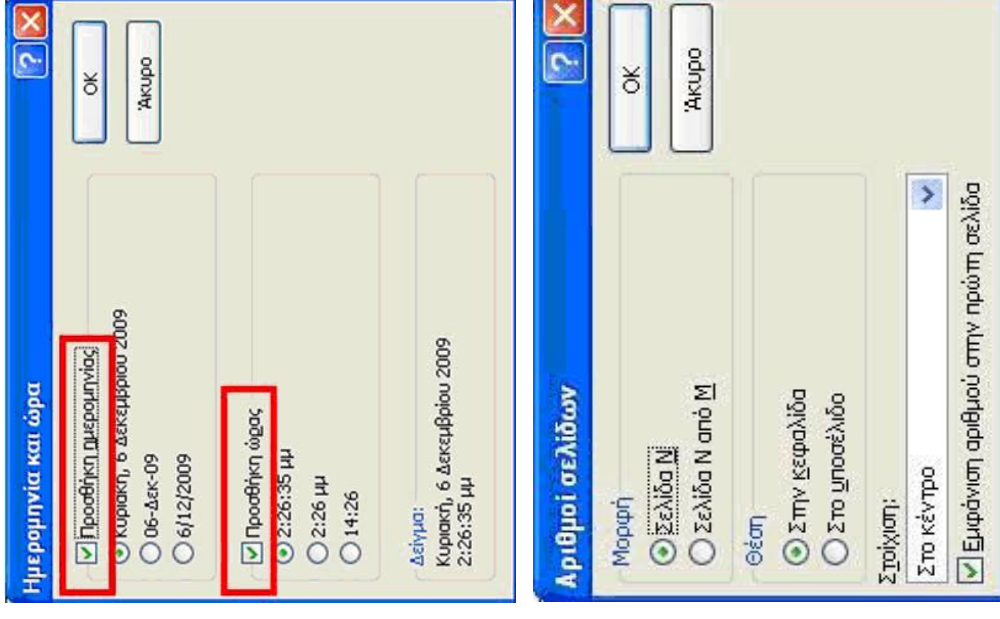 Ημερομηνία και ώρα
Προσθήκη ημερομηνίας
Κυριακή, 6 Δεκεμβρίου 2009
06-Δεκ-09
6/12/2009
Προσθήκη ώρας
2:26:35 μμ
2:26 μμ
14:26
Δείγμα:
Κυριακή, 6 Δεκεμβρίου 2009
2:26:35 μμ
OK
Άκυρο
Αριθμοί σελίδων
Μορφή
Σελίδα N
Σελίδα N από M
Θέση
Στην κεφαλίδα
Στο υποσέλιδο
Στοίχιση:
Στο κέντρο
Εμφάνιση αριθμού στην πρώτη σελίδα
OK
Άκυρο